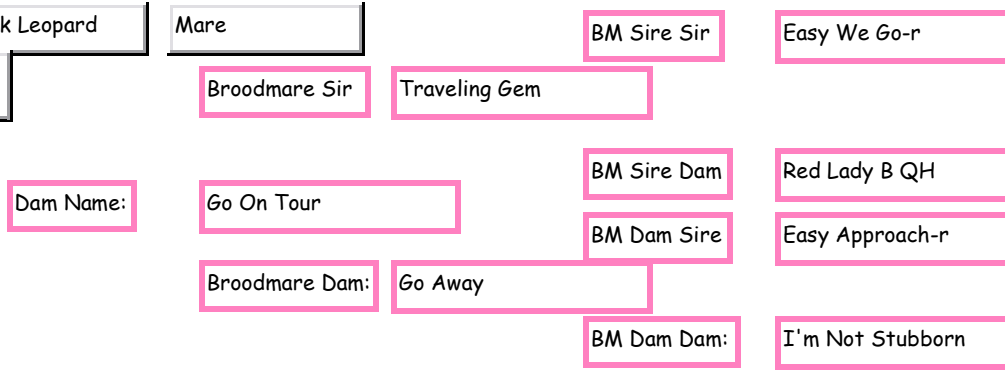 k Leopard
Mare
BM Sire Sir
Easy We Go-r
Broodmare Sir
Traveling Gem
BM Sire Dam
Red Lady B QH
Dam Name:
Go On Tour
BM Dam Sire
Easy Approach-r
Broodmare Dam:
Go Away
BM Dam Dam:
I'm Not Stubborn